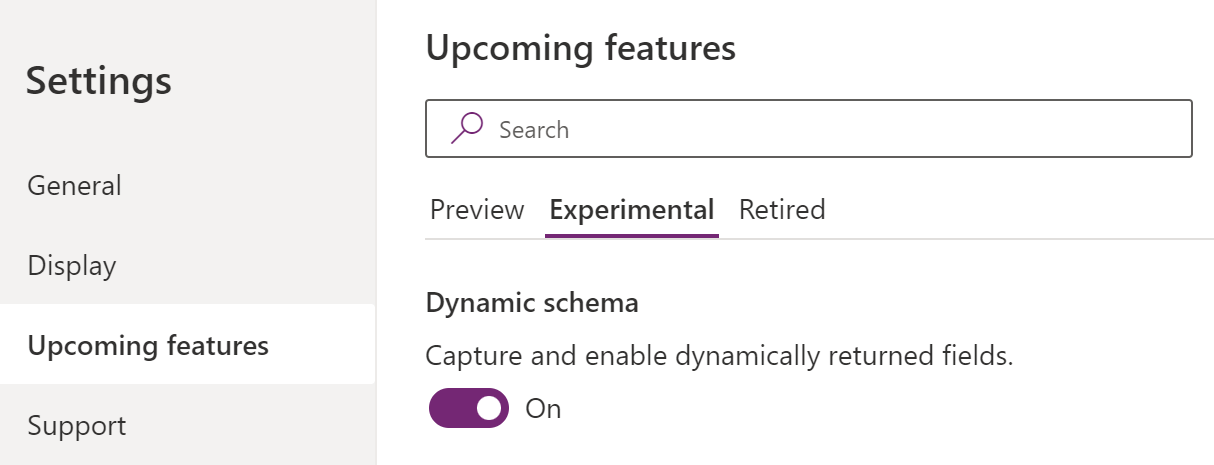 Settings
General
Display
Upcoming features
Support
Upcoming features
Search
Preview Experimental Retired
Dynamic schema
Capture and enable dynamically returned fields.
On